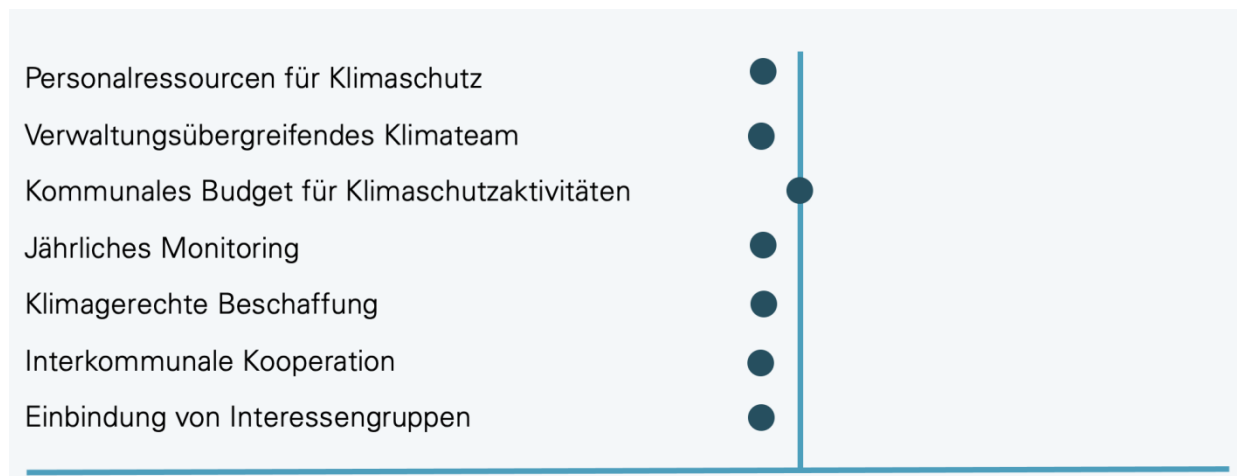 Personalressourcen für Klimaschutz
Verwaltungsübergreifendes Klimateam
Kommunales Budget für Klimaschutzaktivitäten
Jährliches Monitoring
Klimagerechte Beschaffung
Interkommunale Kooperation
Einbindung von Interessengruppen